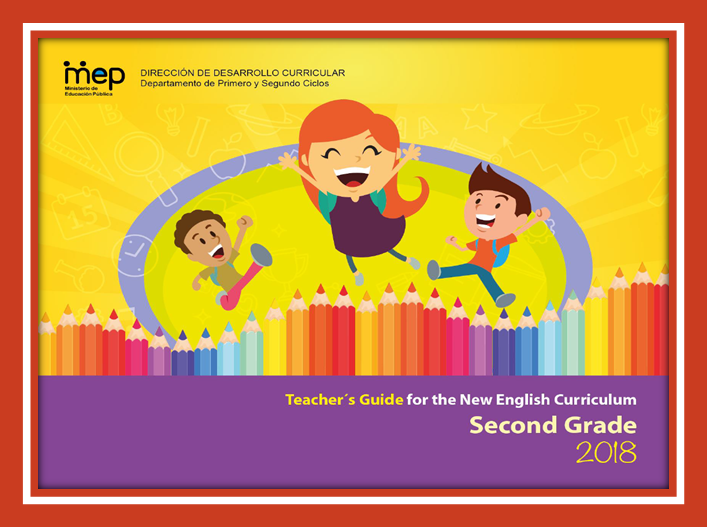 mep
Ministerio de
Educación Pública
DIRECCIÓN DE DESARROLLO CURRICULAR
Departamento de Primero y Segundo Ciclos
Teacher´s Guide for the New English Curriculum
Second Grade
2018